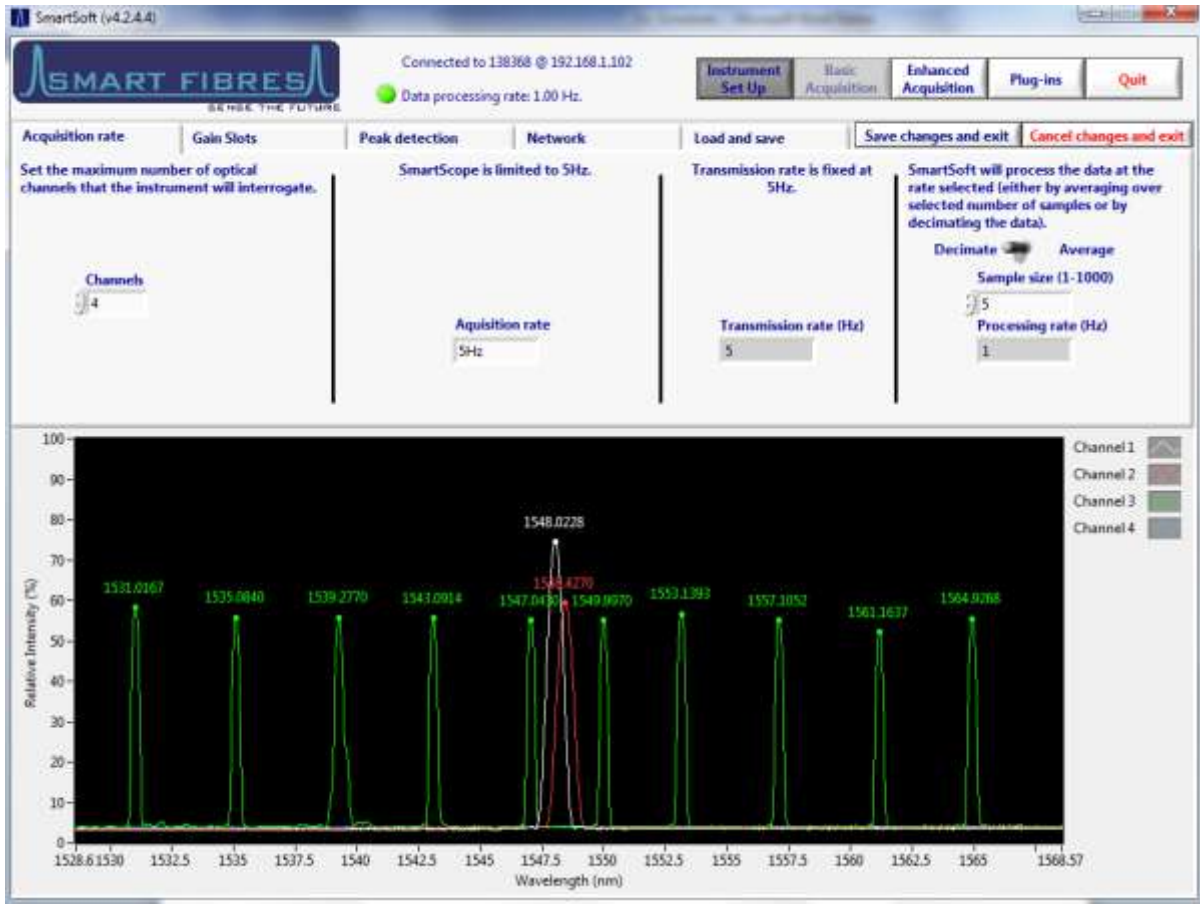 SmartSoft (v4.2.4.4)
SMART FIBRES
SENSE THE FUTURE
Connected to 138368 @ 192.168.1.102
Data processing rate: 1.00 Hz.
Instrument Set Up
Basic Acquisition
Enhanced Acquisition
Plug-ins
Quit
Acquisition rate
Gain Slots
Peak detection
Network
Load and save
Save changes and exit
Cancel changes and exit
Set the maximum number of optical
channels that the instrument will interrogate.
Channels
4
SmartScope is limited to 5Hz.
Aquisition rate
5Hz
Transmission rate is fixed at
5Hz.
Transmission rate (Hz)
5
SmartSoft will process the data at the
rate selected (either by averaging over
selected number of samples or by
decimating the data).
Decimate Average
Sample size (1-1000)
5
Processing rate (Hz)
1
Relative Intensity (%)
100
90
80
70
60
50
40
30
20
10
0
1548.0228
1531.0167
1535.0840
1539.2770
1543.0914
1549.9970
1553.1393
1557.1052
1561.1637
1564.9268
1528.6 1530 1532.5 1535 1537.5 1540 1542.5 1545 1547.5 1550 1552.5 1555 1557.5 1560 1562.5 1565 1568.57
Wavelength (nm)
Channel 1
Channel 2
Channel 3
Channel 4